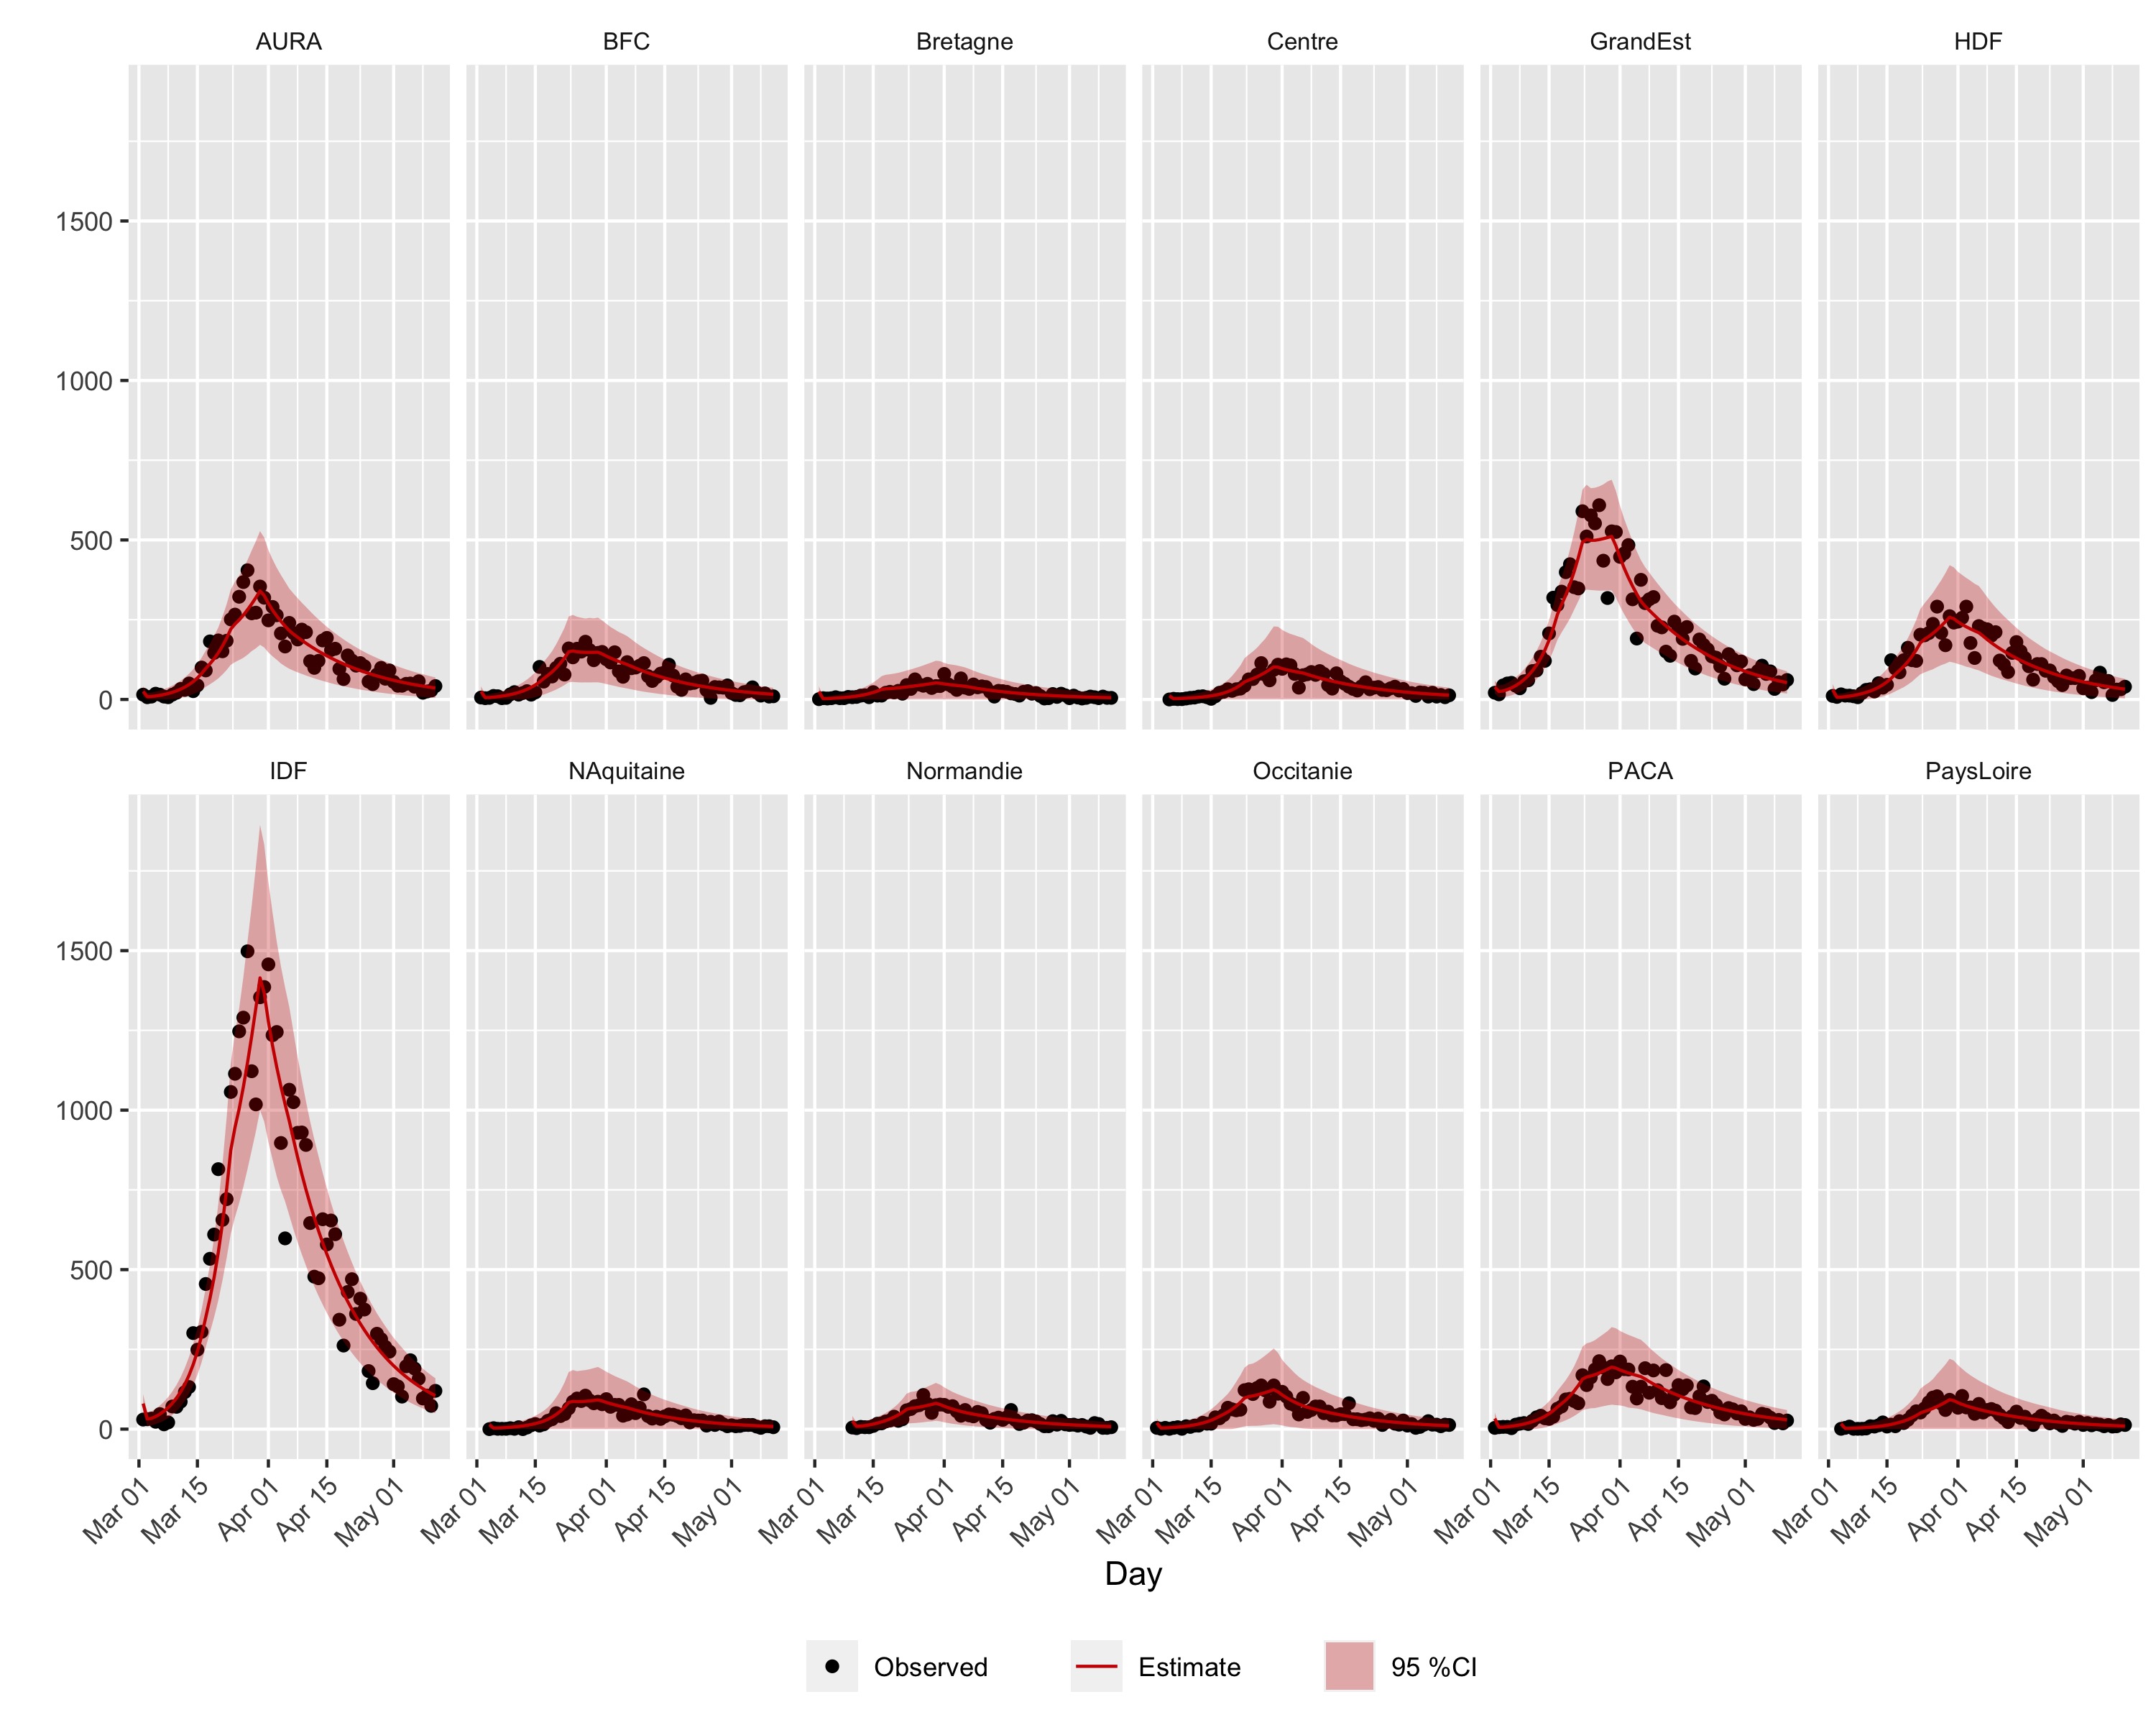 AURA BFC Bretagne Centre GrandEst HDF
1500
1000
500
0
IDF NAquitaine Normandie Occitanie PACA PaysLoire
1500
1000
500
0
Mar 01 Mar 15 Apr 01 Apr 15 May 01 Mar 01 Mar 15 Apr 01 Apr 15 May 01 Mar 01 Mar 15 Apr 01 Apr 15 May 01 Mar 01 Mar 15 Apr 01 Apr 15 May 01 Mar 01 Mar 15 Apr 01 Apr 15 May 01 Mar 01 Mar 15 Apr 01 Apr 15 May 01
Day
Observed Estimate 95 %CI